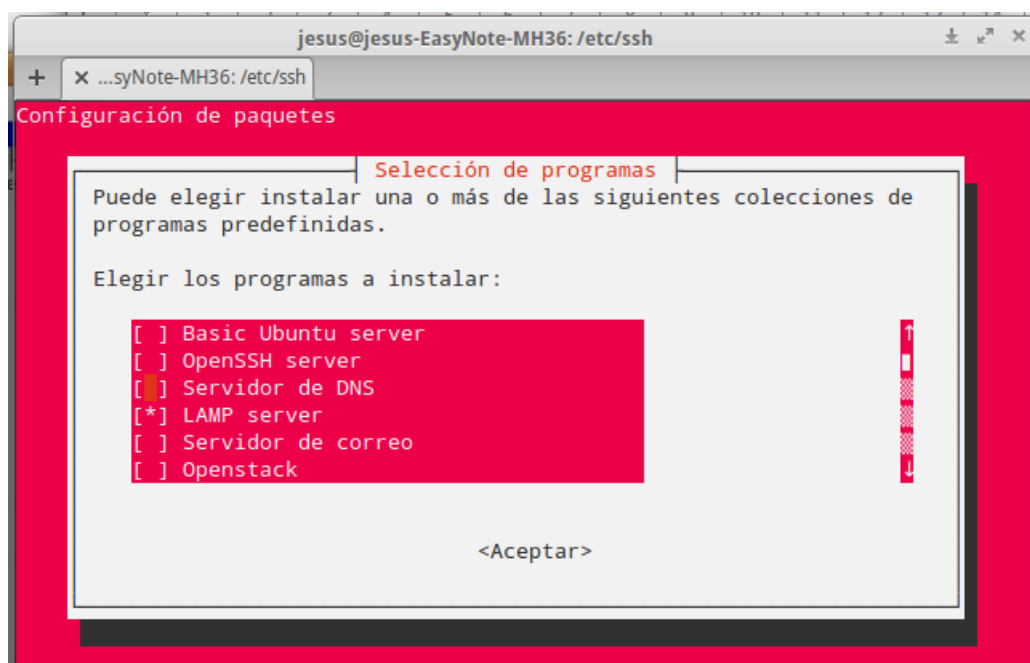 jesus@jesus-EasyNote-MH36: /etc/ssh
+ × ...syNote-MH36: /etc/ssh
Configuración de paquetes
Selección de programas
Puede elegir instalar una o más de las siguientes colecciones de
programas predefinidas.
Elegir los programas a instalar:
[ ] Basic Ubuntu server
[ ] OpenSSH server
[ ] Servidor de DNS
[*] LAMP server
[ ] Servidor de correo
[ ] Openstack
<Aceptar>